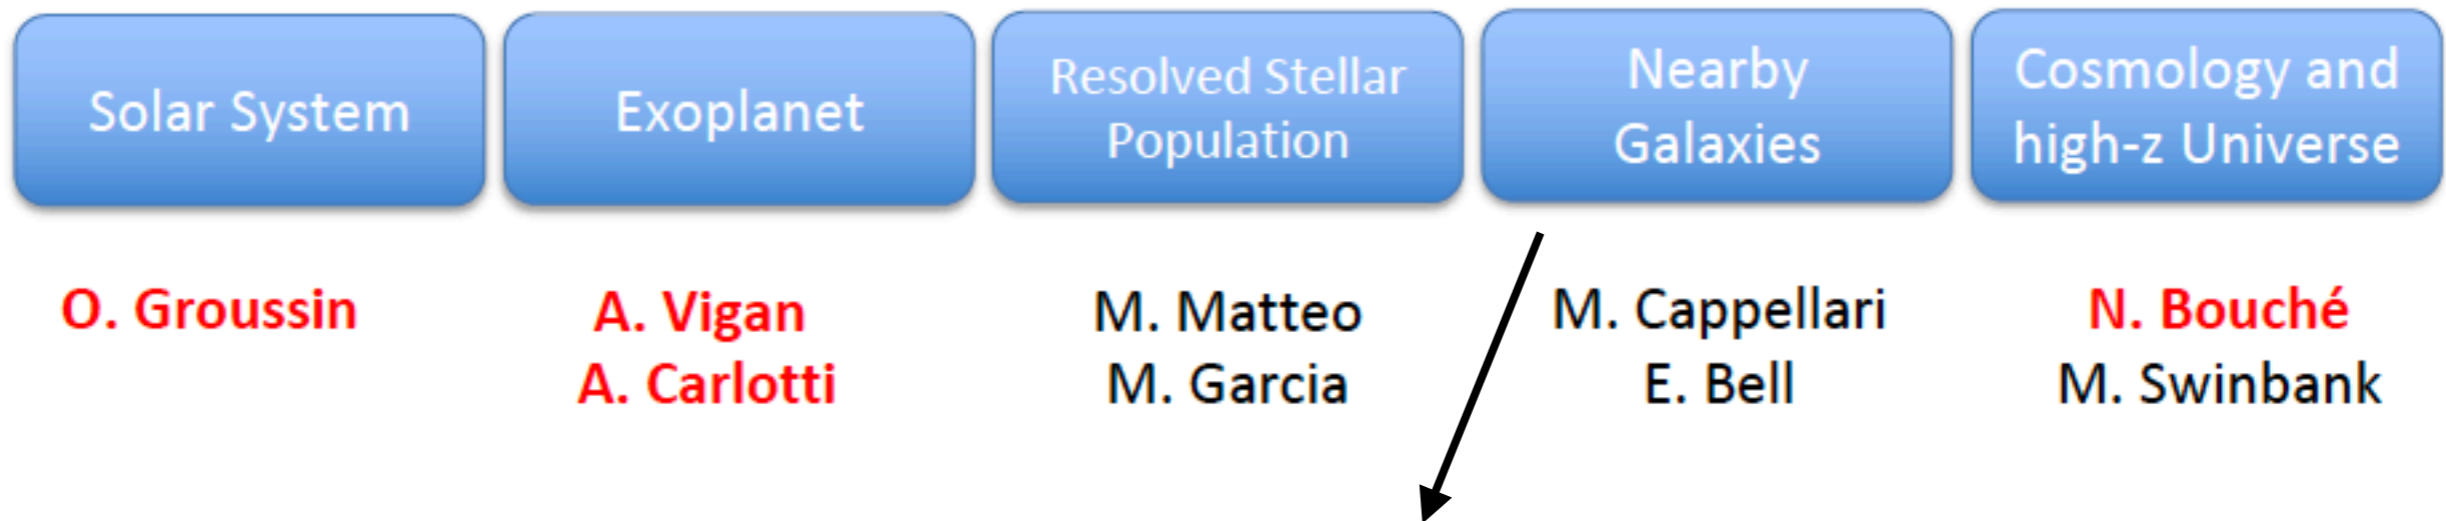 Solar System
Exoplanet
Resolved Stellar
Population
Nearby
Galaxies
Cosmology and
high-z Universe
O. Groussin
A. Vigan
A. Carlotti
M. Matteo
M. Garcia
M. Cappellari
E. Bell
N. Bouché
M. Swinbank